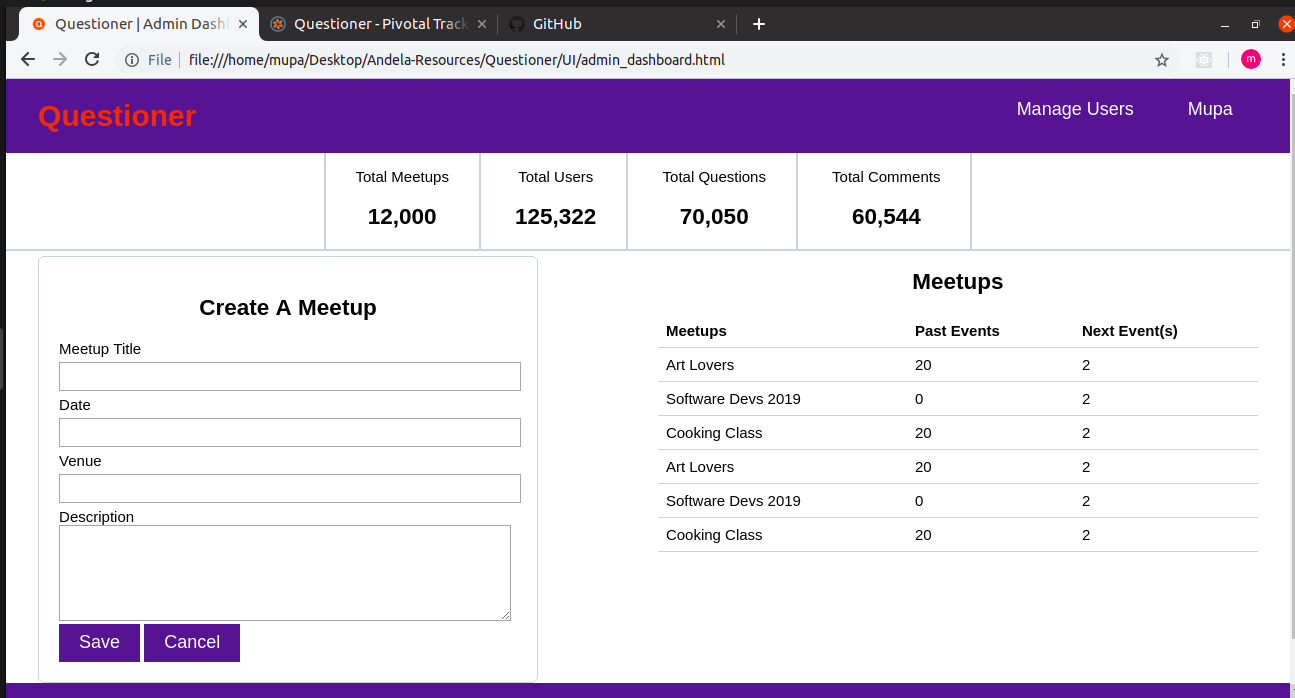 Questioner | Admin Dash
Questioner - Pivotal Track
GitHub
File
file:///home/mupa/Desktop/Andela-Resources/Questioner/UI/admin_dashboard.html
m
Questioner
Manage Users
Mupa
Total Meetups
12,000
Total Users
125,322
Total Questions
70,050
Total Comments
60,544
Create A Meetup
Meetup Title
Date
Venue
Description
Save
Cancel
Meetups
Meetups Past Events Next Event(s)
Art Lovers 20 2
Software Devs 2019 0 2
Cooking Class 20 2
Art Lovers 20 2
Software Devs 2019 0 2
Cooking Class 20 2